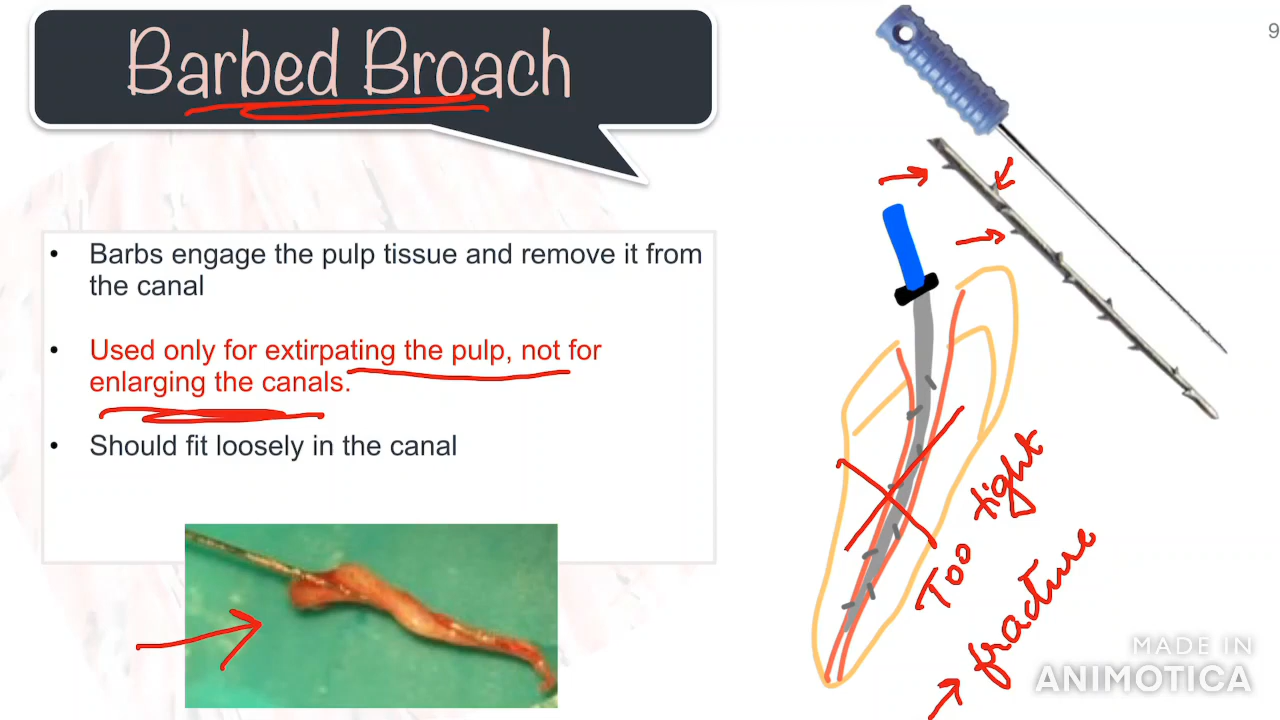 9
Barbed Broach
• Barbs engage the pulp tissue and remove it from
the canal
• Used only for extirpating the pulp, not for
enlarging the canals.
• Should fit loosely in the canal
Too tight
→ fracture
MADE IN
ANIMOTICA